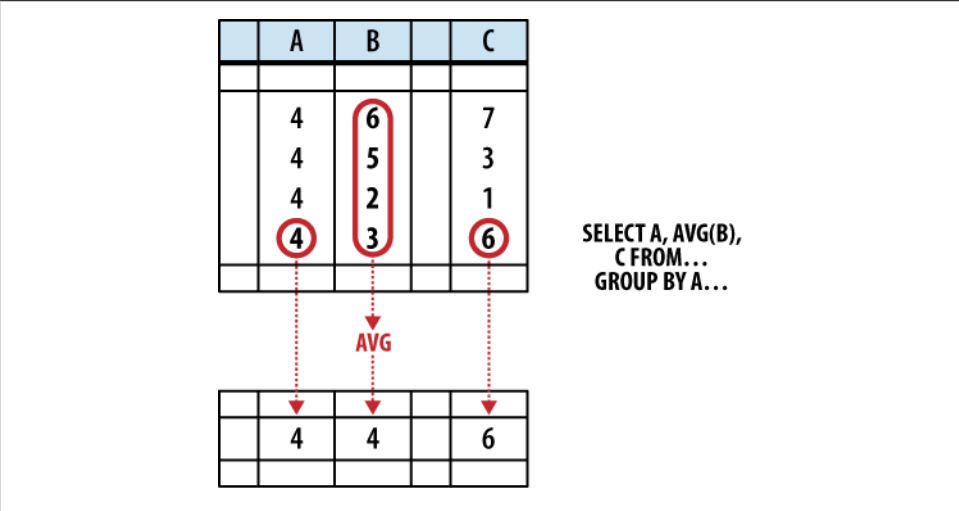 A B C
4 6 7
4 5 3
4 2 1
4 3 6
SELECT A, AVG(B),
C FROM...
GROUP BY A...
AVG
4 4 6